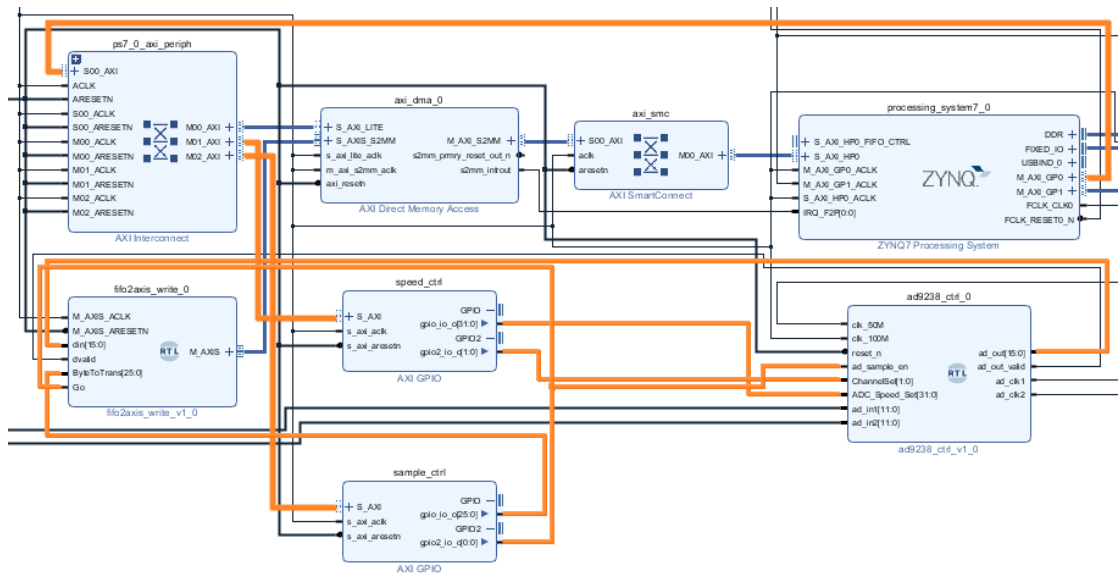 ps7_0_axi_periph
S00_AXI
ACLK
ARESETN
S00_ACLK
S00_ARESETN
M00_ACLK
M00_ARESETN
M01_ACLK
M01_ARESETN
M02_ACLK
M02_ARESETN
M00_AXI
M01_AXI
M02_AXI
AXI Interconnect
axi_dma_0
S_AXI_LITE
S_AXIS_S2MM
s_axi_lite_aclk
m_axi_s2mm_aclk
axi_resetn
M_AXI_S2MM
s2mm_prmry_reset_out_n
s2mm_introut
AXI Direct Memory Access
axi_smc
S00_AXI
aclk
aresetn
M00_AXI
AXI SmartConnect
processing_system7_0
S_AXI_HP0_FIFO_CTRL
S_AXI_HP0
M_AXI_GP0_ACLK
M_AXI_GP1_ACLK
S_AXI_HP0_ACLK
IRQ_F2P[0:0]
ZYNQ
DDR
FIXED_IO
USBIND_0
M_AXI_GP0
M_AXI_GP1
FCLK_CLK0
FCLK_RESET0_N
ZYNQ7 Processing System
fifo2axis_write_0
M_AXIS_ACLK
M_AXIS_ARESETN
din[15:0]
dvalid
ByteToTrans[25:0]
Go
RTL
M_AXIS
fifo2axis_write_v1_0
speed_ctrl
S_AXI
s_axi_aclk
s_axi_aresetn
GPIO
gpio_io_o[31:0]
GPIO2
gpio2_io_o[1:0]
AXI GPIO
ad9238_ctrl_0
clk_50M
clk_100M
reset_n
ad_sample_en
ChannelSet[1:0]
ADC_Speed_Set[31:0]
ad_in1[11:0]
ad_in2[11:0]
RTL
ad_out[15:0]
ad_out_valid
ad_clk1
ad_clk2
ad9238_ctrl_v1_0
sample_ctrl
S_AXI
s_axi_aclk
s_axi_aresetn
GPIO
gpio_io_o[25:0]
GPIO2
gpio2_io_o[0:0]
AXI GPIO